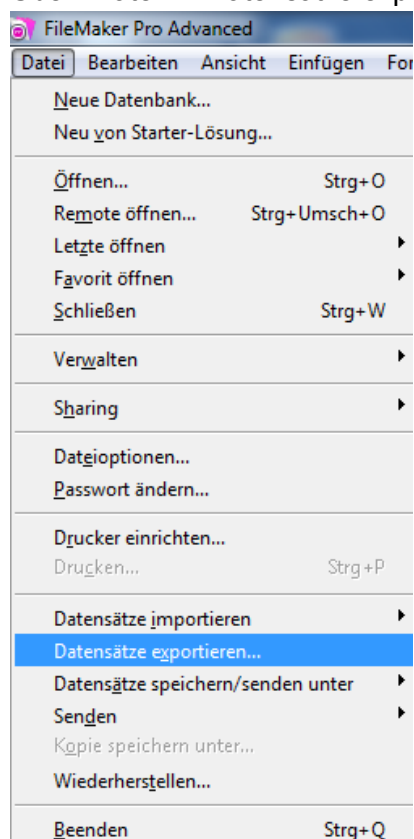 FileMaker Pro Advanced
Datei Bearbeiten Ansicht Einfügen
Neue Datenbank...
Neu von Starter-Lösung...
Öffnen... Strg+O
Remote öffnen... Strg+Umsch+O
Letzte öffnen
Favorit öffnen
Schließen Strg+W
Verwalten
Sharing
Dateioptionen...
Passwort ändern...
Drucker einrichten...
Drucken... Strg+P
Datensätze importieren
Datensätze exportieren...
Datensätze speichern/senden unter
Senden
Kopie speichern unter...
Wiederherstellen...
Beenden Strg+Q